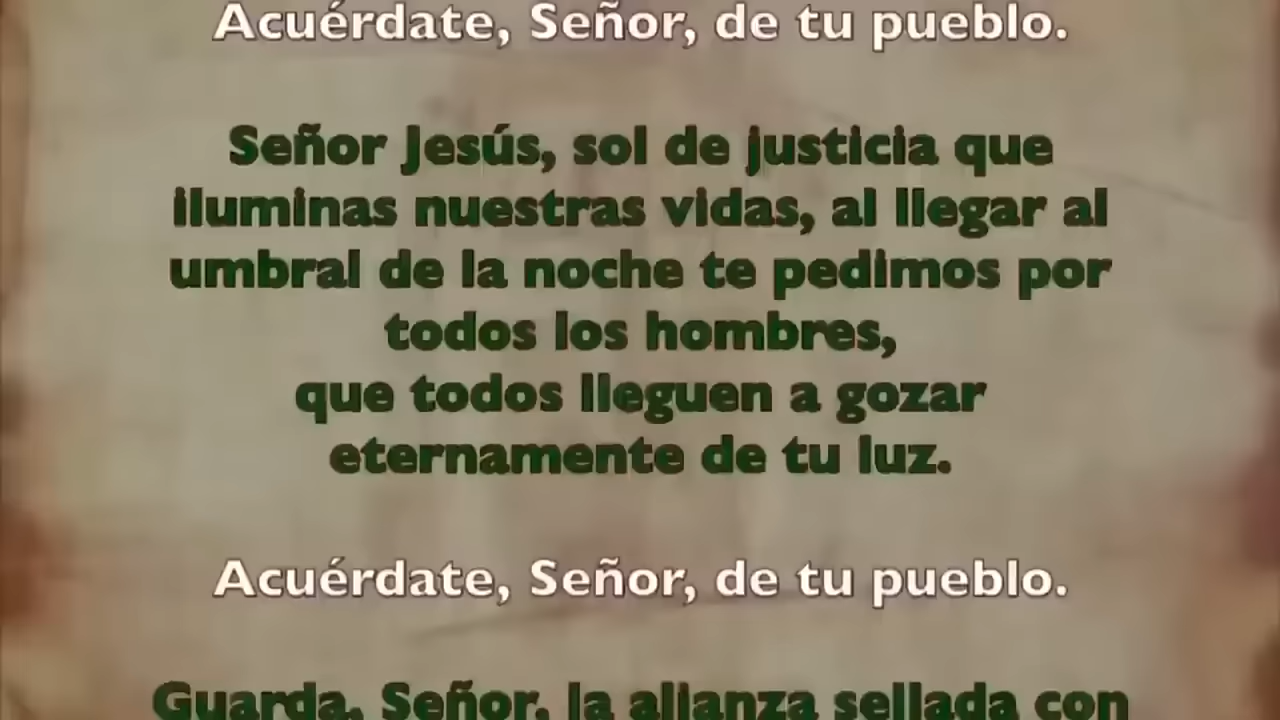 Acuérdate, Señor, de tu pueblo.
Señor Jesús, sol de justicia que
iluminas nuestras vidas, al llegar al
umbral de la noche te pedimos por
todos los hombres,
que todos lleguen a gozar
eternamente de tu luz.
Acuérdate, Señor, de tu pueblo.
Guarda, Señor, la alianza sellada con